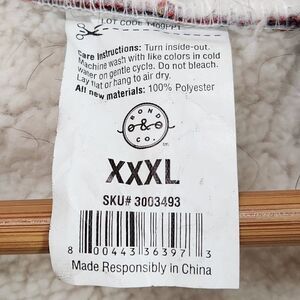 LOT CODE 1409PP1
Care Instructions: Turn inside-out.
Machine wash with like colors in cold
water on gentle cycle. Do not bleach.
Lay flat or hang to air dry.
All new materials: 100% Polyester
BOND
&
CO.
XXXL
SKU# 3003493
8 00443 36397 3
Made Responsibly in China